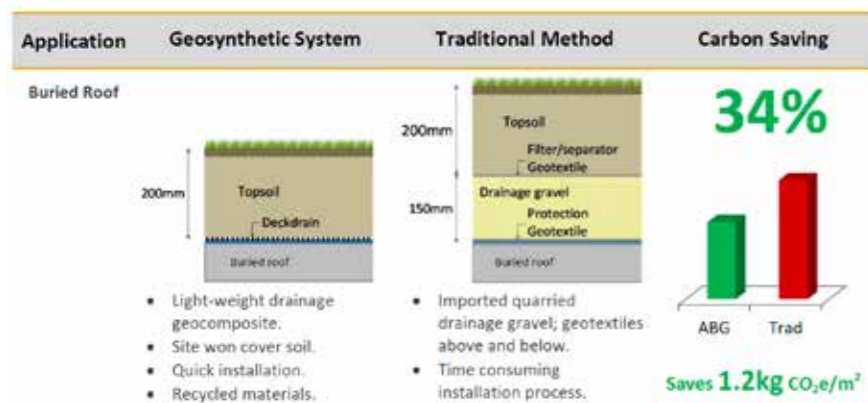 Application Geosynthetic System Traditional Method Carbon Saving
Buried Roof
200mm
Topsoil
Deckdrain
Buried roof
• Light-weight drainage
geocomposite.
• Site won cover soil.
• Quick installation.
• Recycled materials.
200mm
Topsoil
Filter/separator
Geotextile
Drainage gravel
150mm
Protection
Geotextile
Buried roof
• Imported quarried
drainage gravel; geotextiles
above and below.
• Time consuming
installation process.
34%
ABG Trad
Saves 1.2kg CO₂e/m²